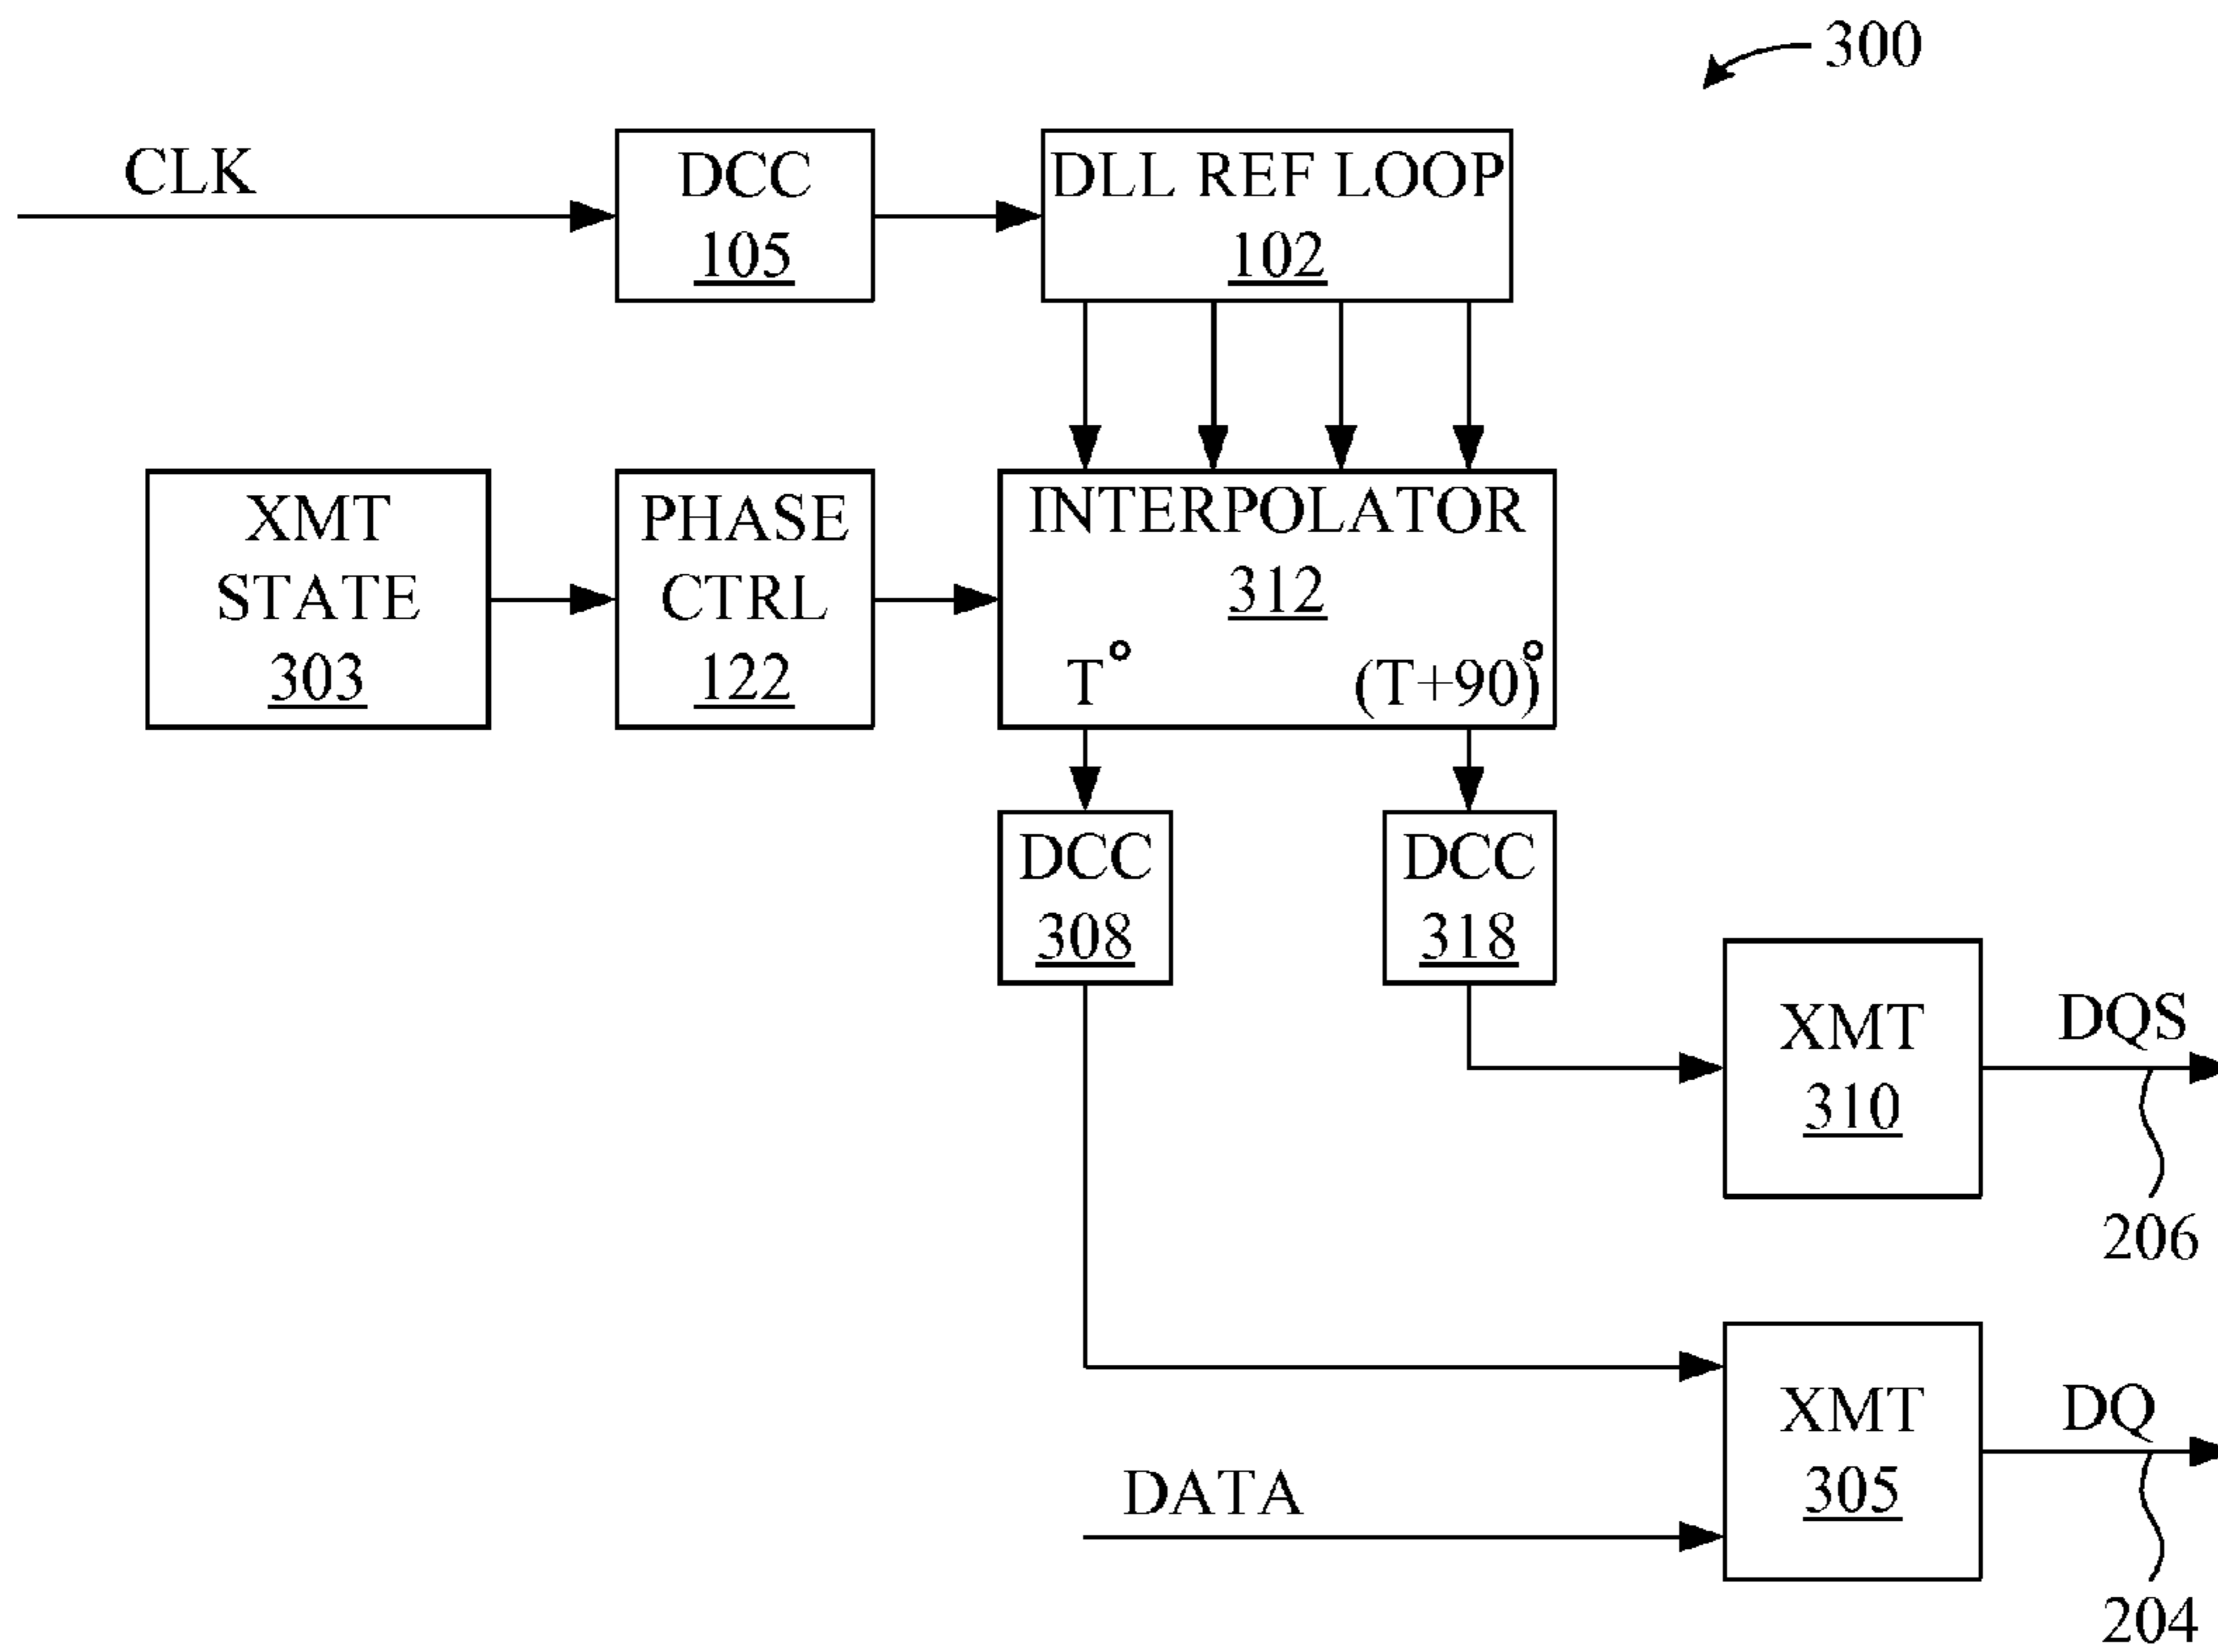 300
CLK
DCC
105
DLL REF LOOP
102
XMT
STATE
303
PHASE
CTRL
122
INTERPOLATOR
312
T° (T+90)°
DCC
308
DCC
318
XMT
310
DQS
206
XMT
305
DQ
DATA
204